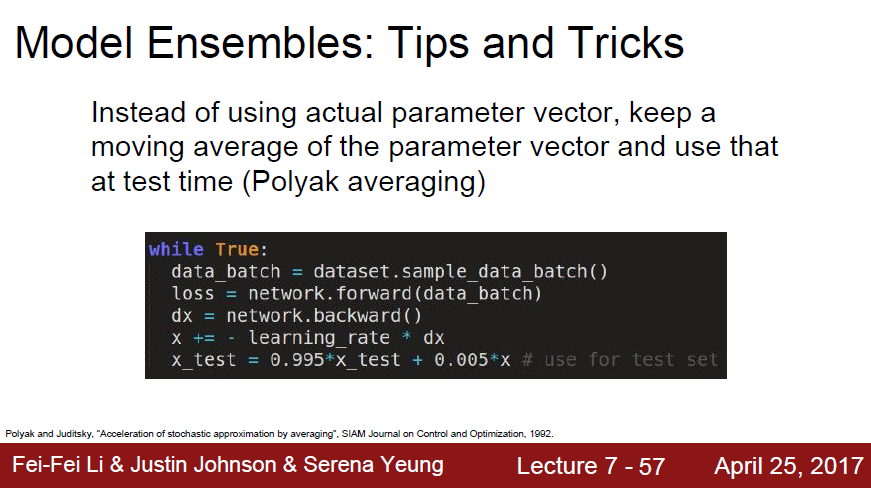 Model Ensembles: Tips and Tricks
Instead of using actual parameter vector, keep a
moving average of the parameter vector and use that
at test time (Polyak averaging)
while True:
data_batch = dataset.sample_data_batch()
loss = network.forward(data_batch)
dx = network.backward()
x += - learning_rate * dx
x_test = 0.995*x_test + 0.005*x # use for test set
Polyak and Juditsky, "Acceleration of stochastic approximation by averaging", SIAM Journal on Control and Optimization, 1992.
Fei-Fei Li & Justin Johnson & Serena Yeung Lecture 7 - 57 April 25, 2017